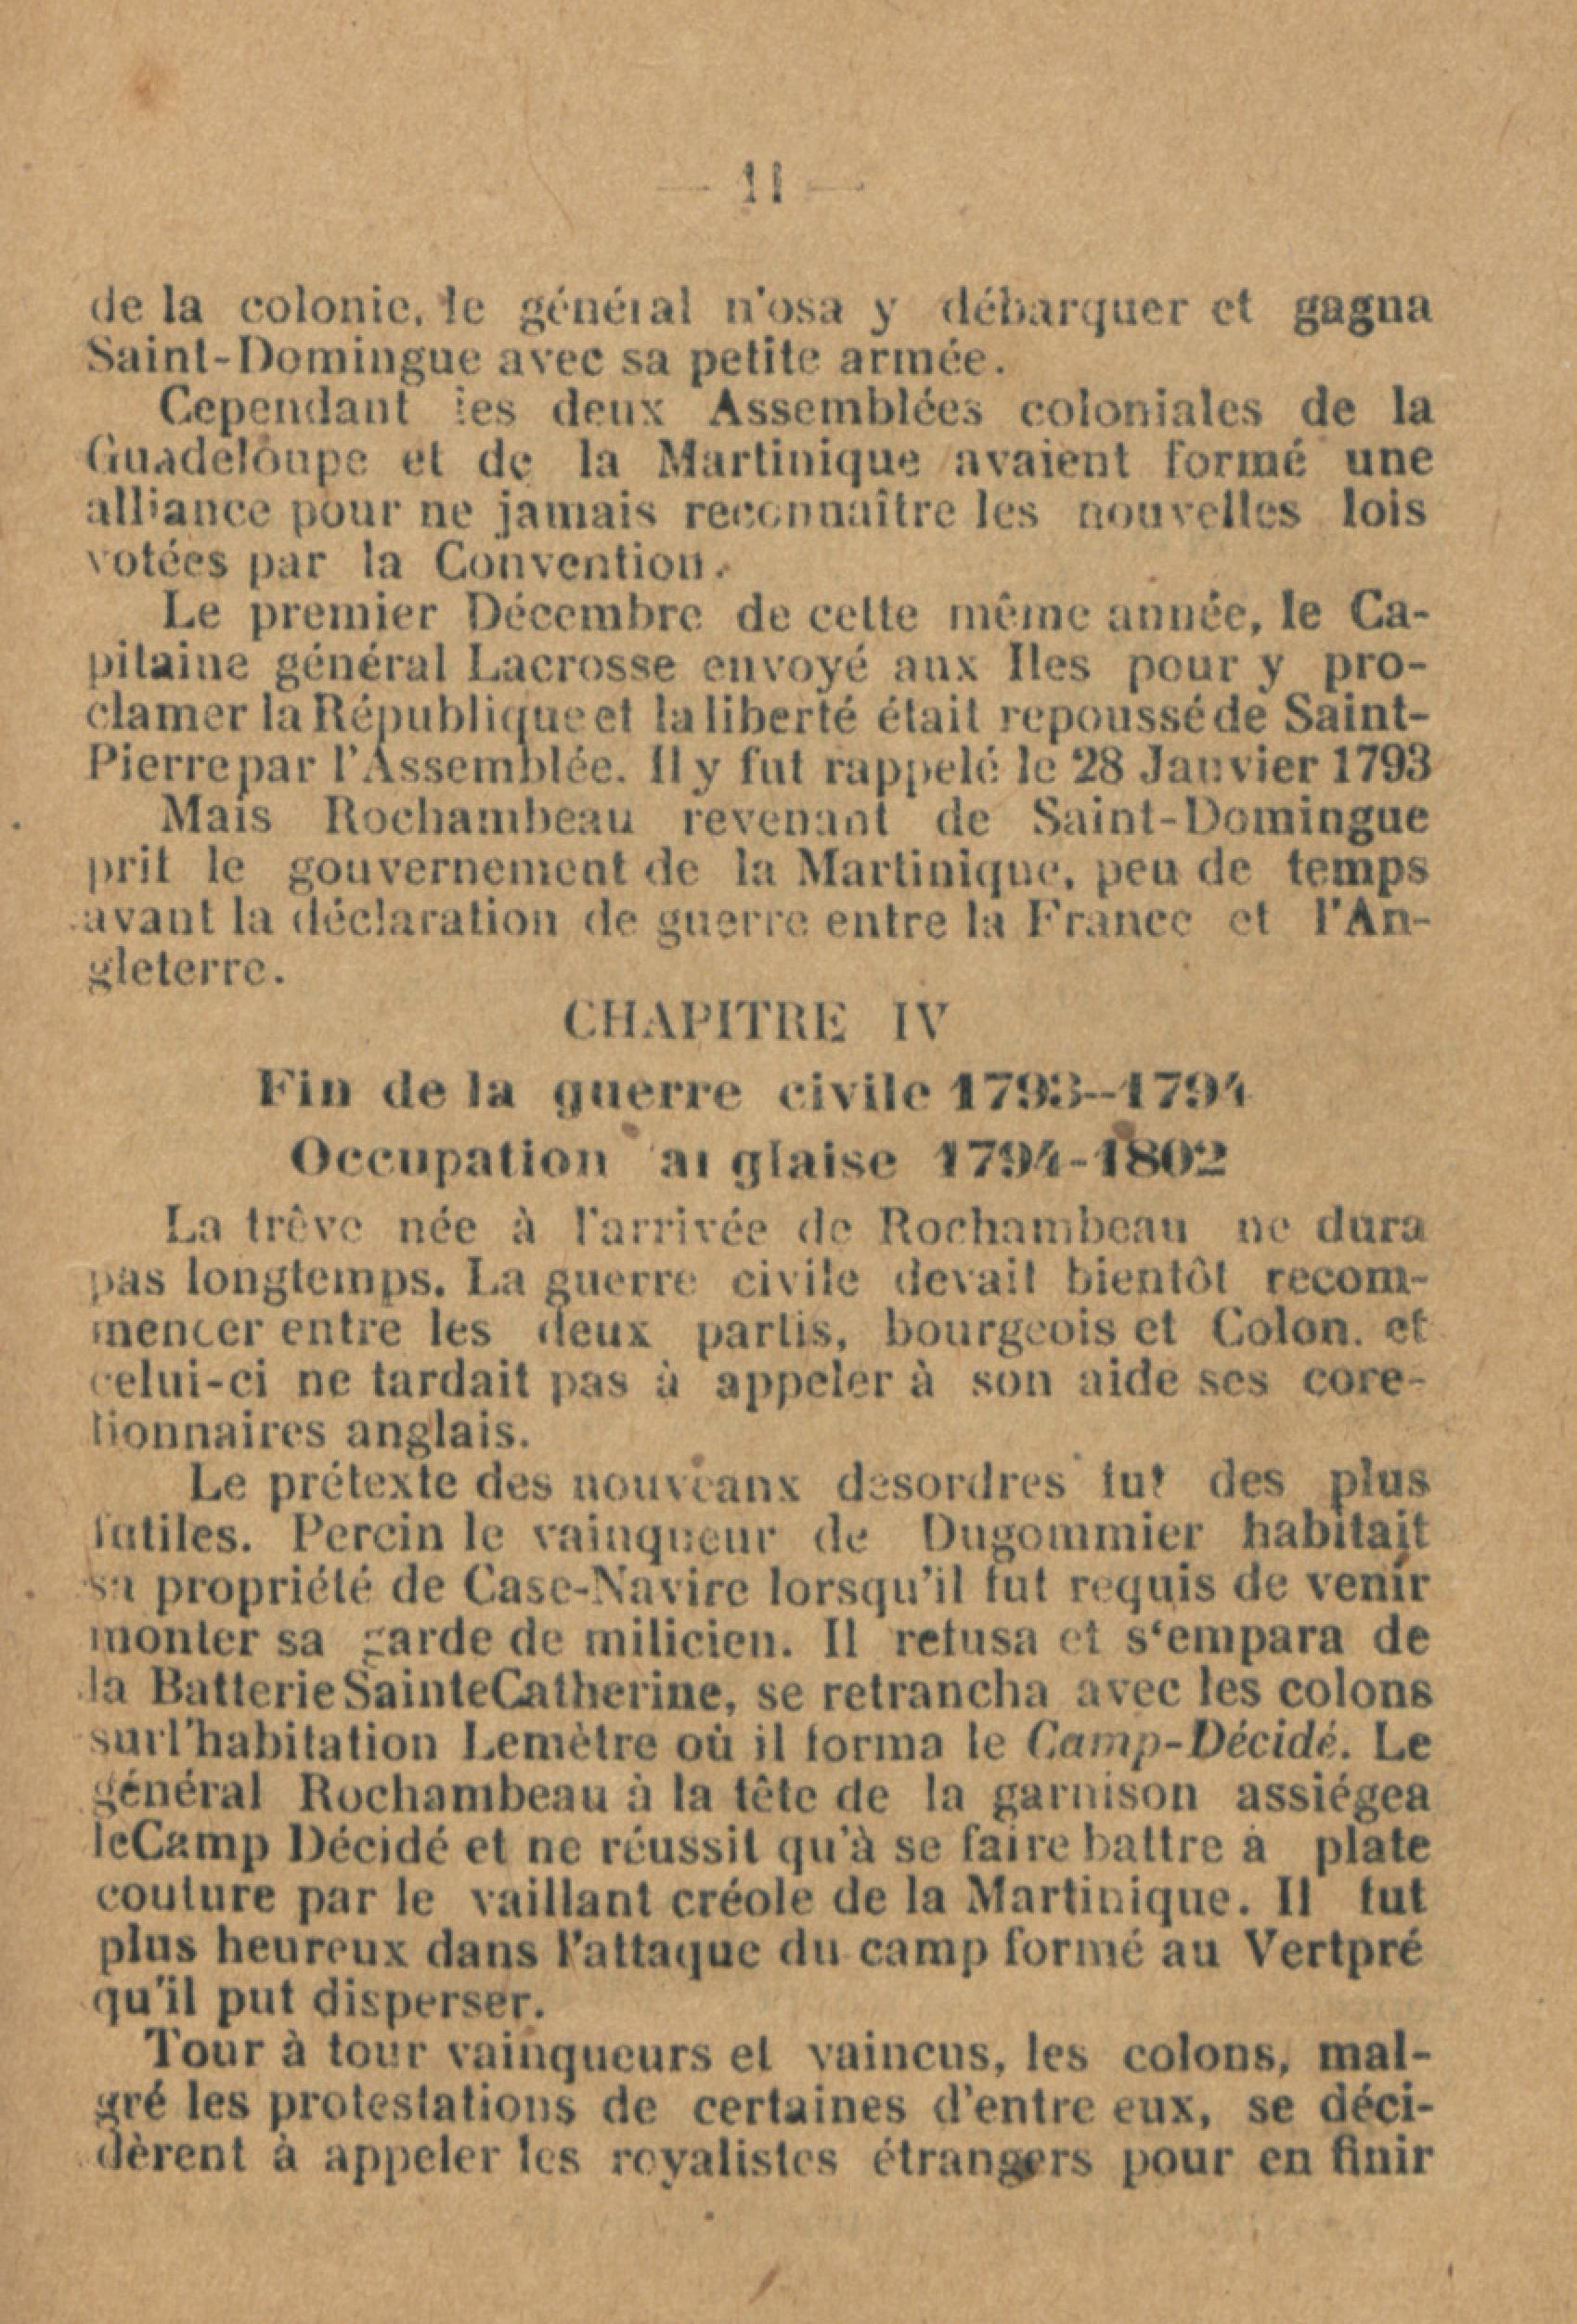 — 11 —
de la colonie, le général n'osa y débarquer et gagna
Saint-Domingue avec sa petite armée.
Cependant les deux Assemblées coloniales de la
Guadeloupe et de la Martinique avaient formé une
alliance pour ne jamais reconnaître les nouvelles lois
votées par la Convention.
Le premier Décembre de cette même année, le Ca-
pitaine général Lacrosse envoyé aux Iles pour y pro-
clamer la République et la liberté était repoussé de Saint-
Pierre par l'Assemblée. Il y fut rappelé le 28 Janvier 1793
Mais Rochambeau revenant de Saint-Domingue
prit le gouvernement de la Martinique, peu de temps
avant la déclaration de guerre entre la France et l'An-
gleterre.
CHAPITRE IV
Fin de la guerre civile 1793--1794
Occupation anglaise 1794-1802
La trêve née à l'arrivée de Rochambeau ne dura
pas longtemps. La guerre civile devait bientôt recom-
mencer entre les deux partis, bourgeois et Colon. et
celui-ci ne tardait pas à appeler à son aide ses core-
tionnaires anglais.
Le prétexte des nouveanx desordres fut des plus
futiles. Percin le vainqueur de Dugommier habitait
sa propriété de Case-Navire lorsqu'il fut requis de venir
monter sa garde de milicien. Il refusa et s'empara de
la Batterie Sainte Catherine, se retrancha avec les colons
sur l'habitation Lemètre où il forma le Camp-Décidé. Le
général Rochambeau à la tête de la garnison assiégea
le Camp Décidé et ne réussit qu'à se faire battre à plate
couture par le vaillant créole de la Martinique. Il fut
plus heureux dans l'attaque du camp formé au Vertpré
qu'il put disperser.
Tour à tour vainqueurs et vaincus, les colons, mal-
gré les protestations de certaines d'entre eux, se déci-
dèrent à appeler les royalistes étrangers pour en finir